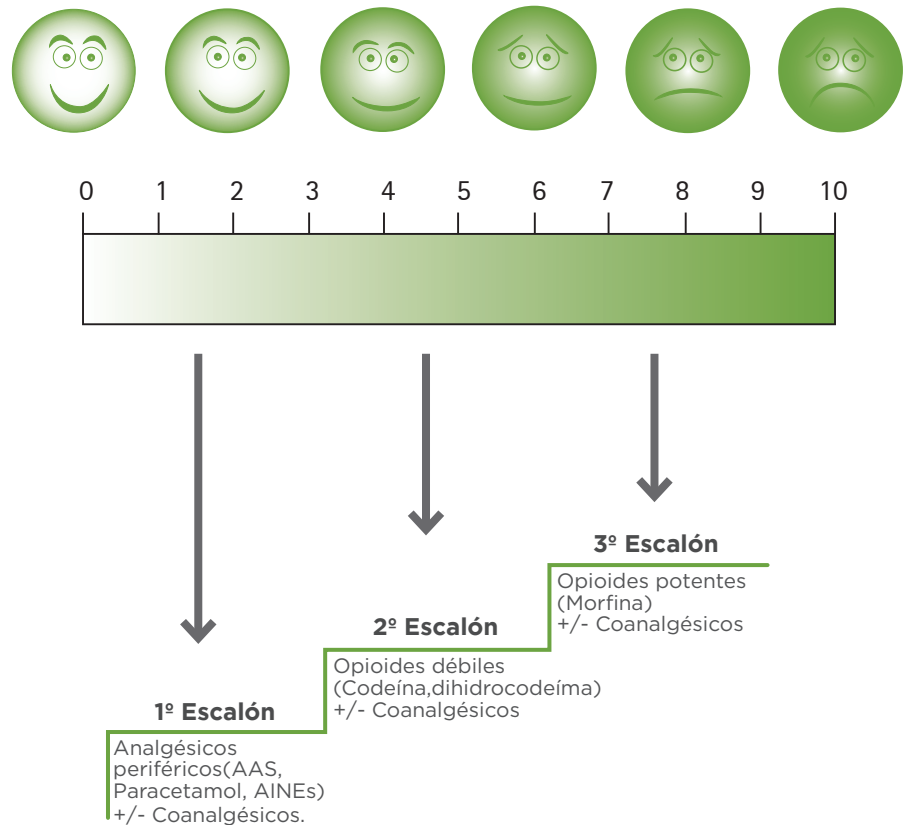 0 1 2 3 4 5 6 7 8 9 10
3º Escalón
Opioides potentes
(Morfina)
+/- Coanalgésicos
2º Escalón
Opioides débiles
(Codeína,dihidrocodeíma)
+/- Coanalgésicos
1º Escalón
Analgésicos
periféricos(AAS,
Paracetamol, AINEs)
+/- Coanalgésicos.